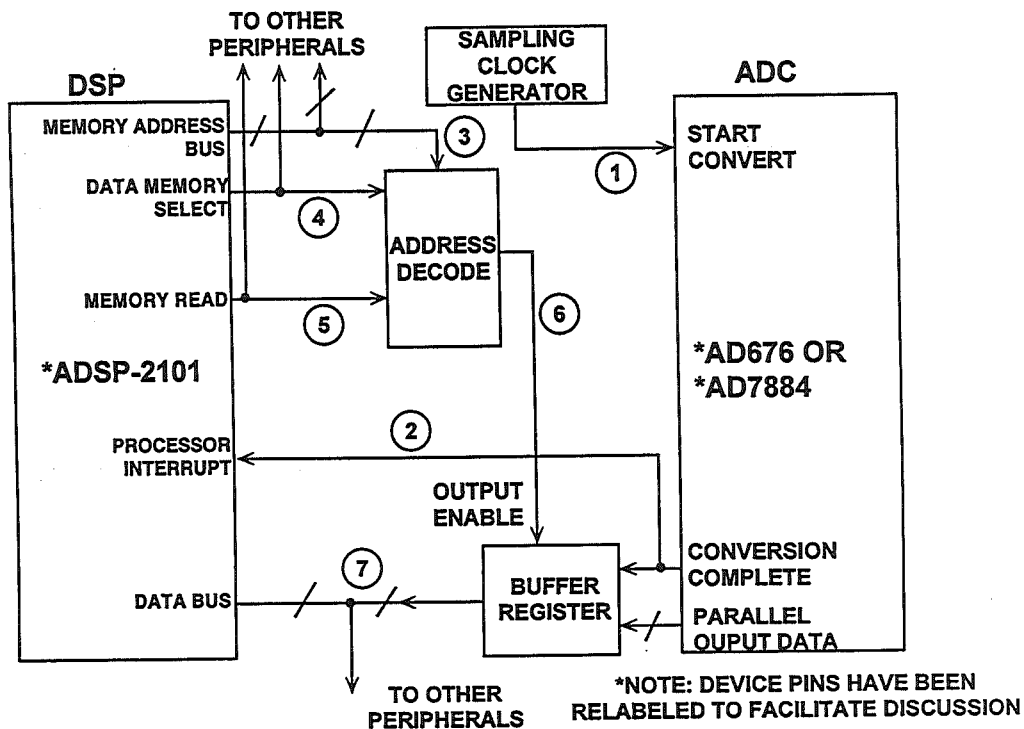 TO OTHER
PERIPHERALS
SAMPLING
CLOCK
GENERATOR
DSP
ADC
MEMORY ADDRESS
BUS
3
START
CONVERT
1
DATA MEMORY
SELECT
4
ADDRESS
DECODE
MEMORY READ
5
6
*ADSP-2101
*AD676 OR
*AD7884
2
PROCESSOR
INTERRUPT
OUTPUT
ENABLE
CONVERSION
COMPLETE
7
BUFFER
REGISTER
DATA BUS
PARALLEL
OUPUT DATA
TO OTHER
PERIPHERALS
*NOTE: DEVICE PINS HAVE BEEN
RELABELED TO FACILITATE DISCUSSION